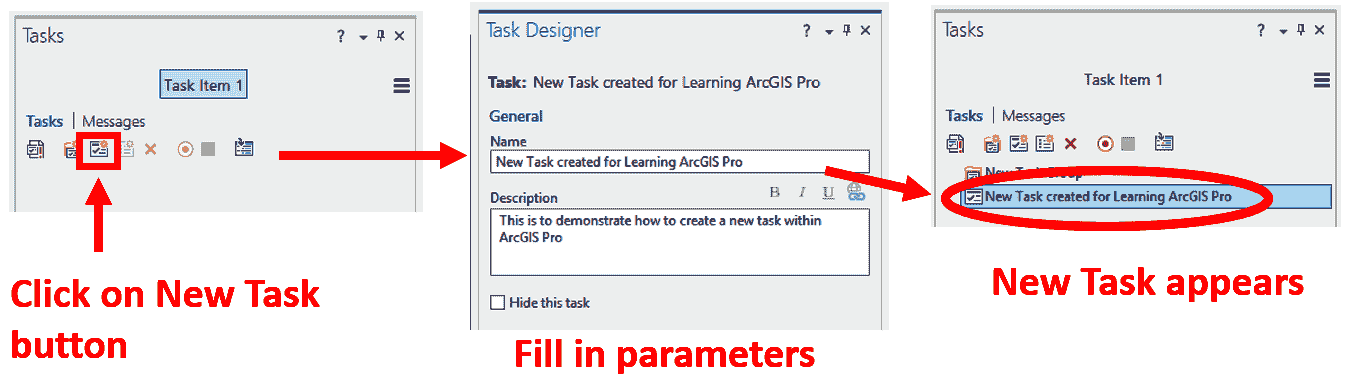 Tasks
Task Item 1
Tasks | Messages
Click on New Task
button
Task Designer
Task: New Task created for Learning ArcGIS Pro
General
Name
New Task created for Learning ArcGIS Pro
B I U
Description
This is to demonstrate how to create a new task within
ArcGIS Pro
Hide this task
Fill in parameters
Tasks
Task Item 1
Tasks | Messages
New Task Group
New Task created for Learning ArcGIS Pro
New Task appears